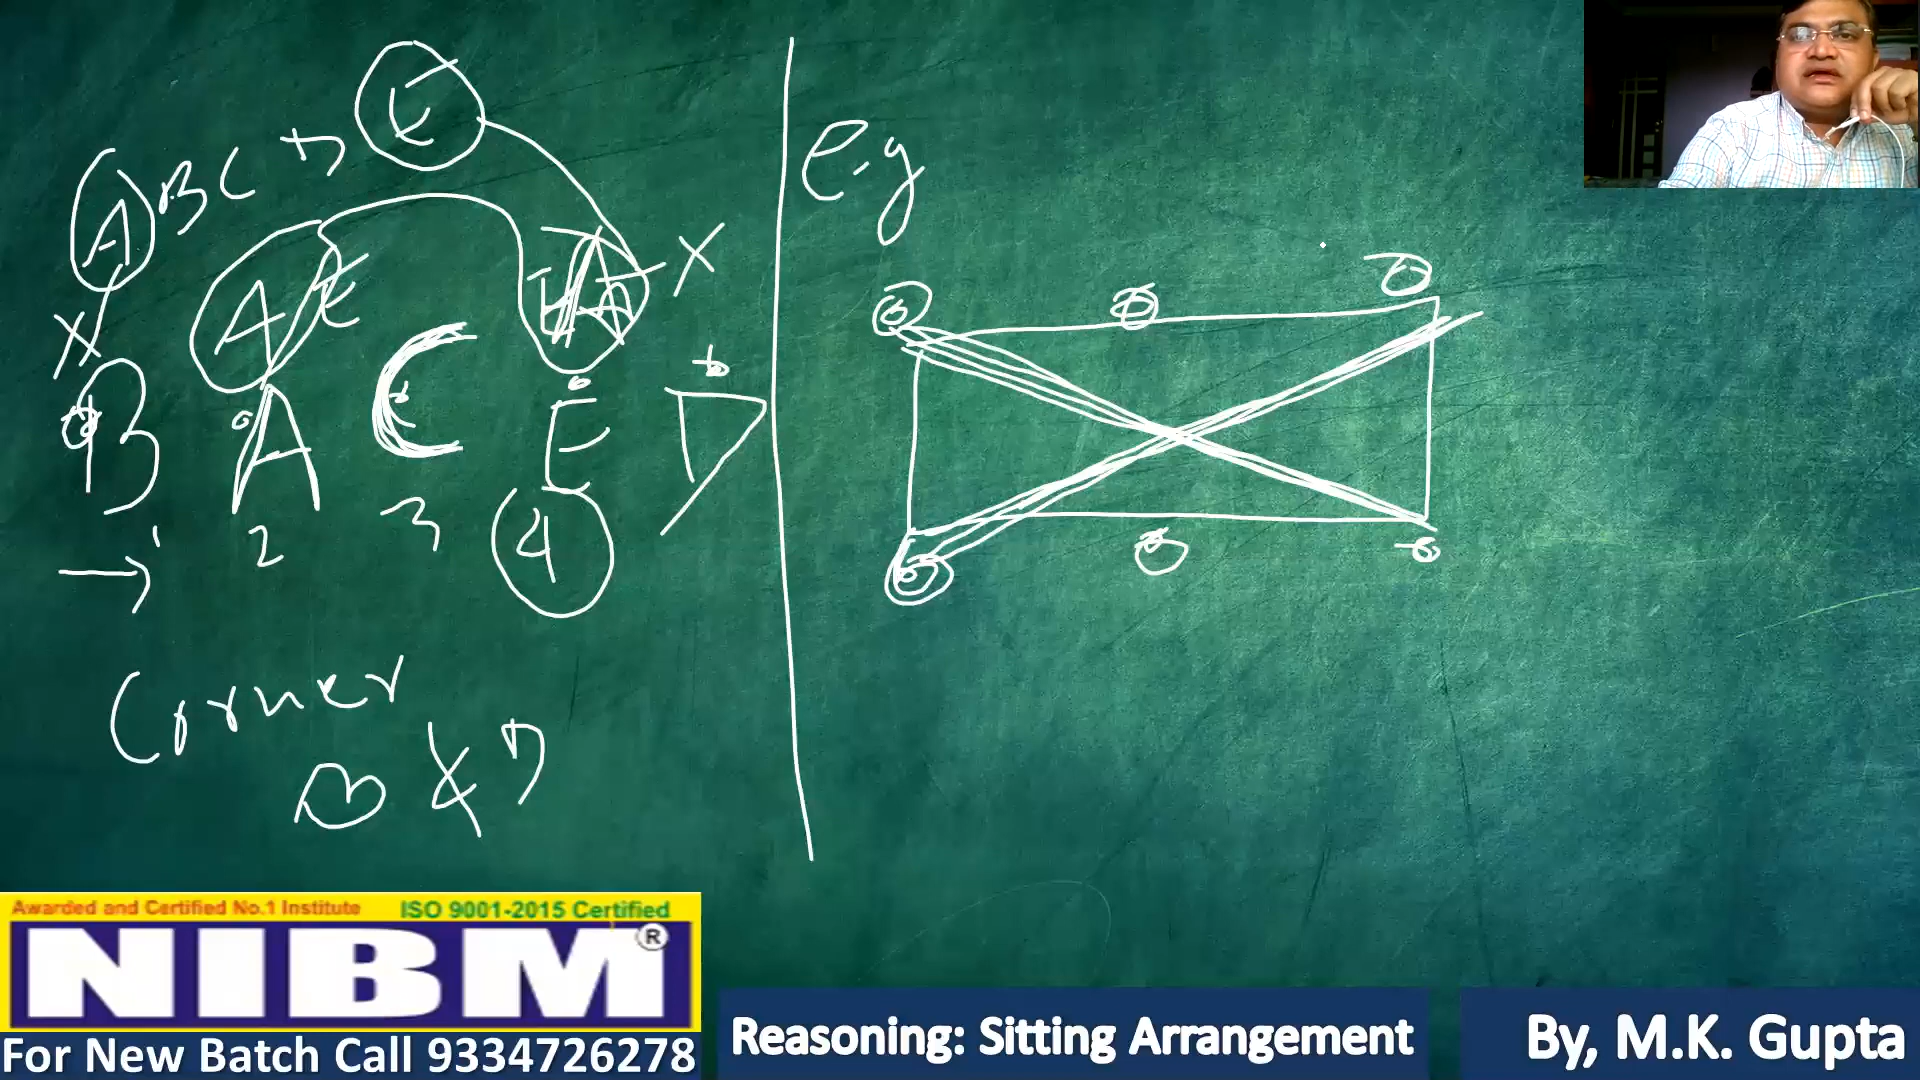 E
A B C D
A E
E A
X
X
B A C E D
1 2 3 4
Corner
B & D
e.g
Awarded and Certified No.1 Institute ISO 9001-2015 Certified
NIBM®
For New Batch Call 9334726278
Reasoning: Sitting Arrangement
By, M.K. Gupta